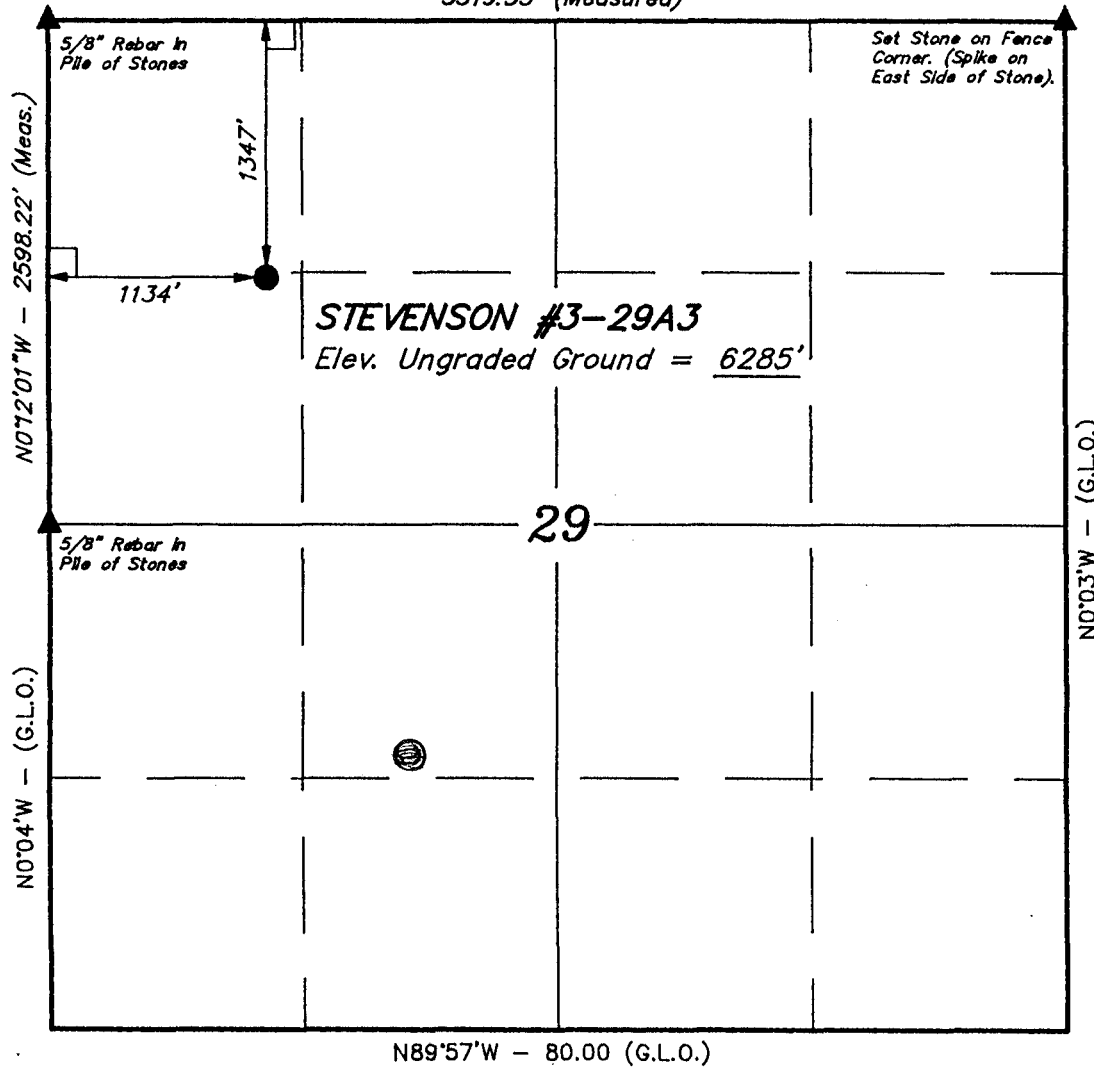 (Measured)
5/8" Rebar in
Pile of Stones
Set Stone on Fence
Corner. (Spike on
East Side of Stone).
N0°12'01"W - 2598.22' (Meas.)
1347'
1134'
STEVENSON #3-29A3
Elev. Ungraded Ground = 6285'
29
5/8" Rebar in
Pile of Stones
N0°03'W - (G.L.O.)
N0°04'W - (G.L.O.)
N89°57'W - 80.00 (G.L.O.)